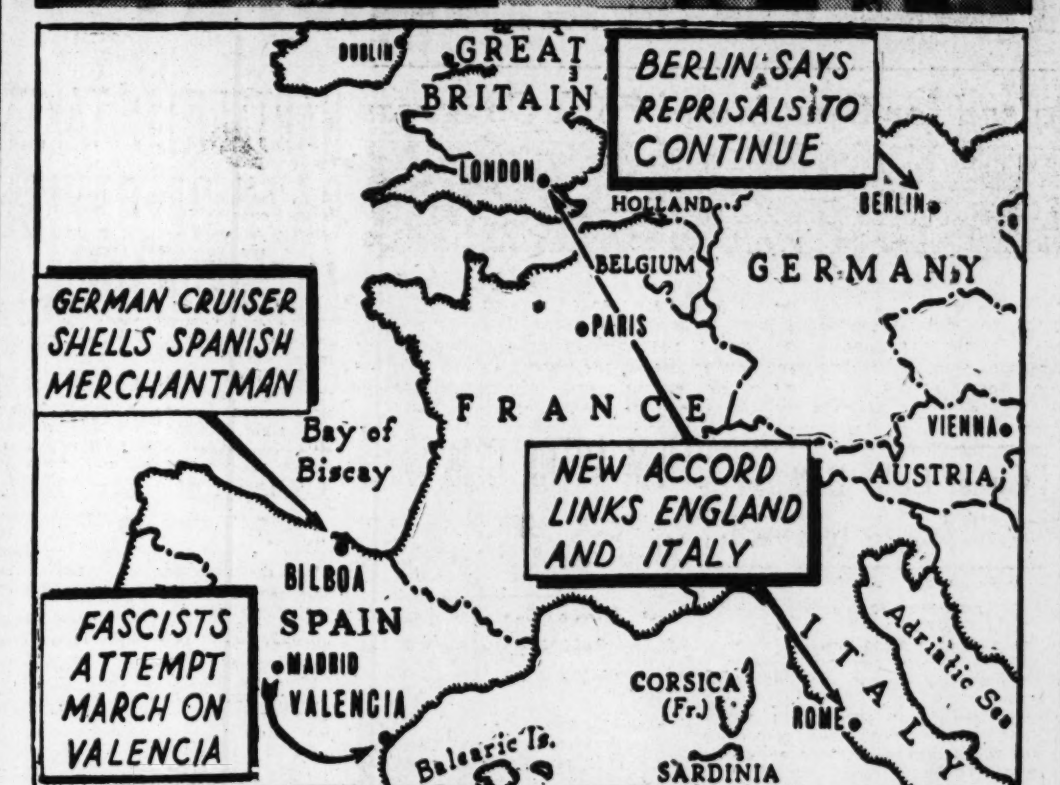 DUBLIN
GREAT
BRITAIN
LONDON
BERLIN SAYS
REPRISALS TO
CONTINUE
HOLLAND
BERLIN
BELGIUM
GERMANY
GERMAN CRUISER
SHELLS SPANISH
MERCHANTMAN
PARIS
FRANCE
VIENNA
AUSTRIA
Bay of
Biscay
NEW ACCORD
LINKS ENGLAND
AND ITALY
BILBOA
SPAIN
FASCISTS
ATTEMPT
MARCH ON
VALENCIA
MADRID
VALENCIA
Balearic Is.
CORSICA
(Fr.)
SARDINIA
ROME
ITALY
Adriatic Sea